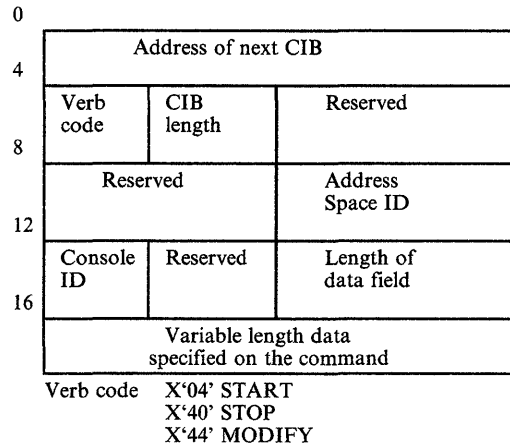 0
Address of next CIB
4
Verb code
CIB length
Reserved
8
Reserved
Address Space ID
12
Console ID
Reserved
Length of data field
16
Variable length data
specified on the command
Verb code X‘04’ START
X‘40’ STOP
X‘44’ MODIFY